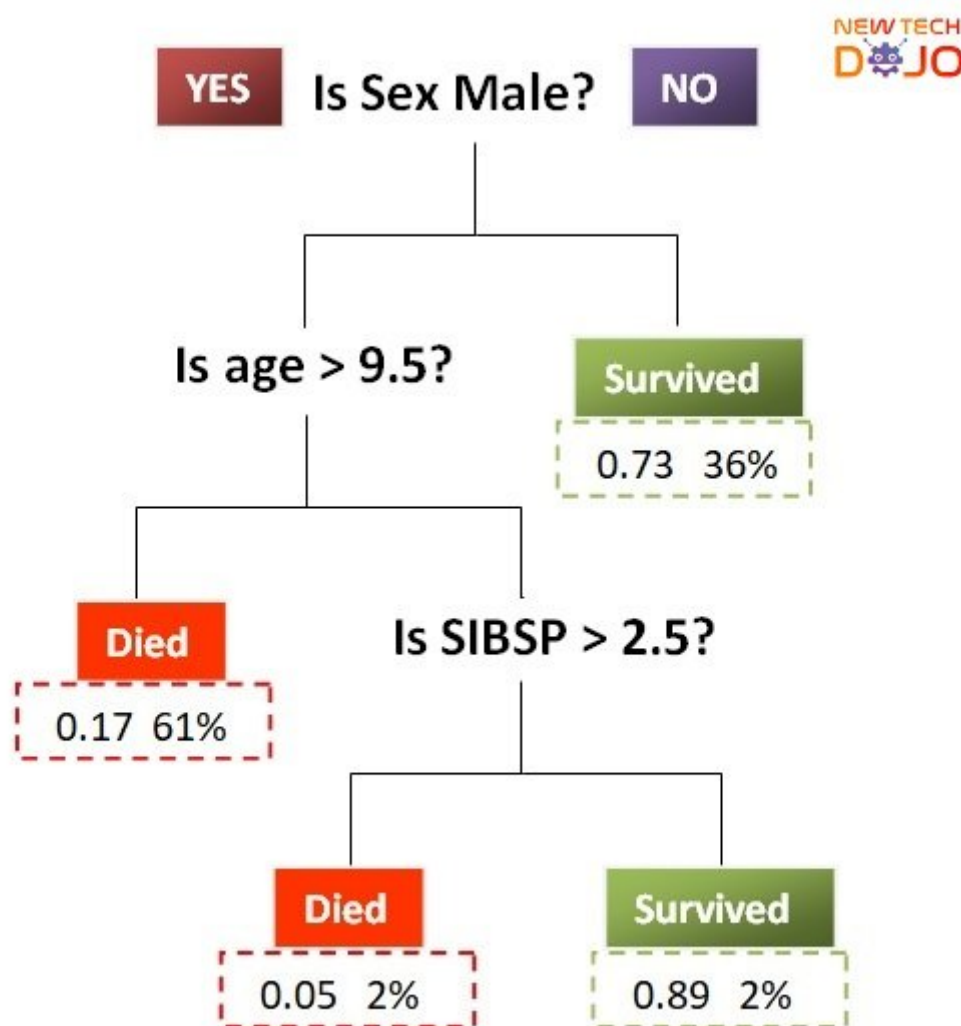 NEW TECH
DOJO
YES Is Sex Male? NO
Is age > 9.5?
Survived
0.73 36%
Died
0.17 61%
Is SIBSP > 2.5?
Died
0.05 2%
Survived
0.89 2%